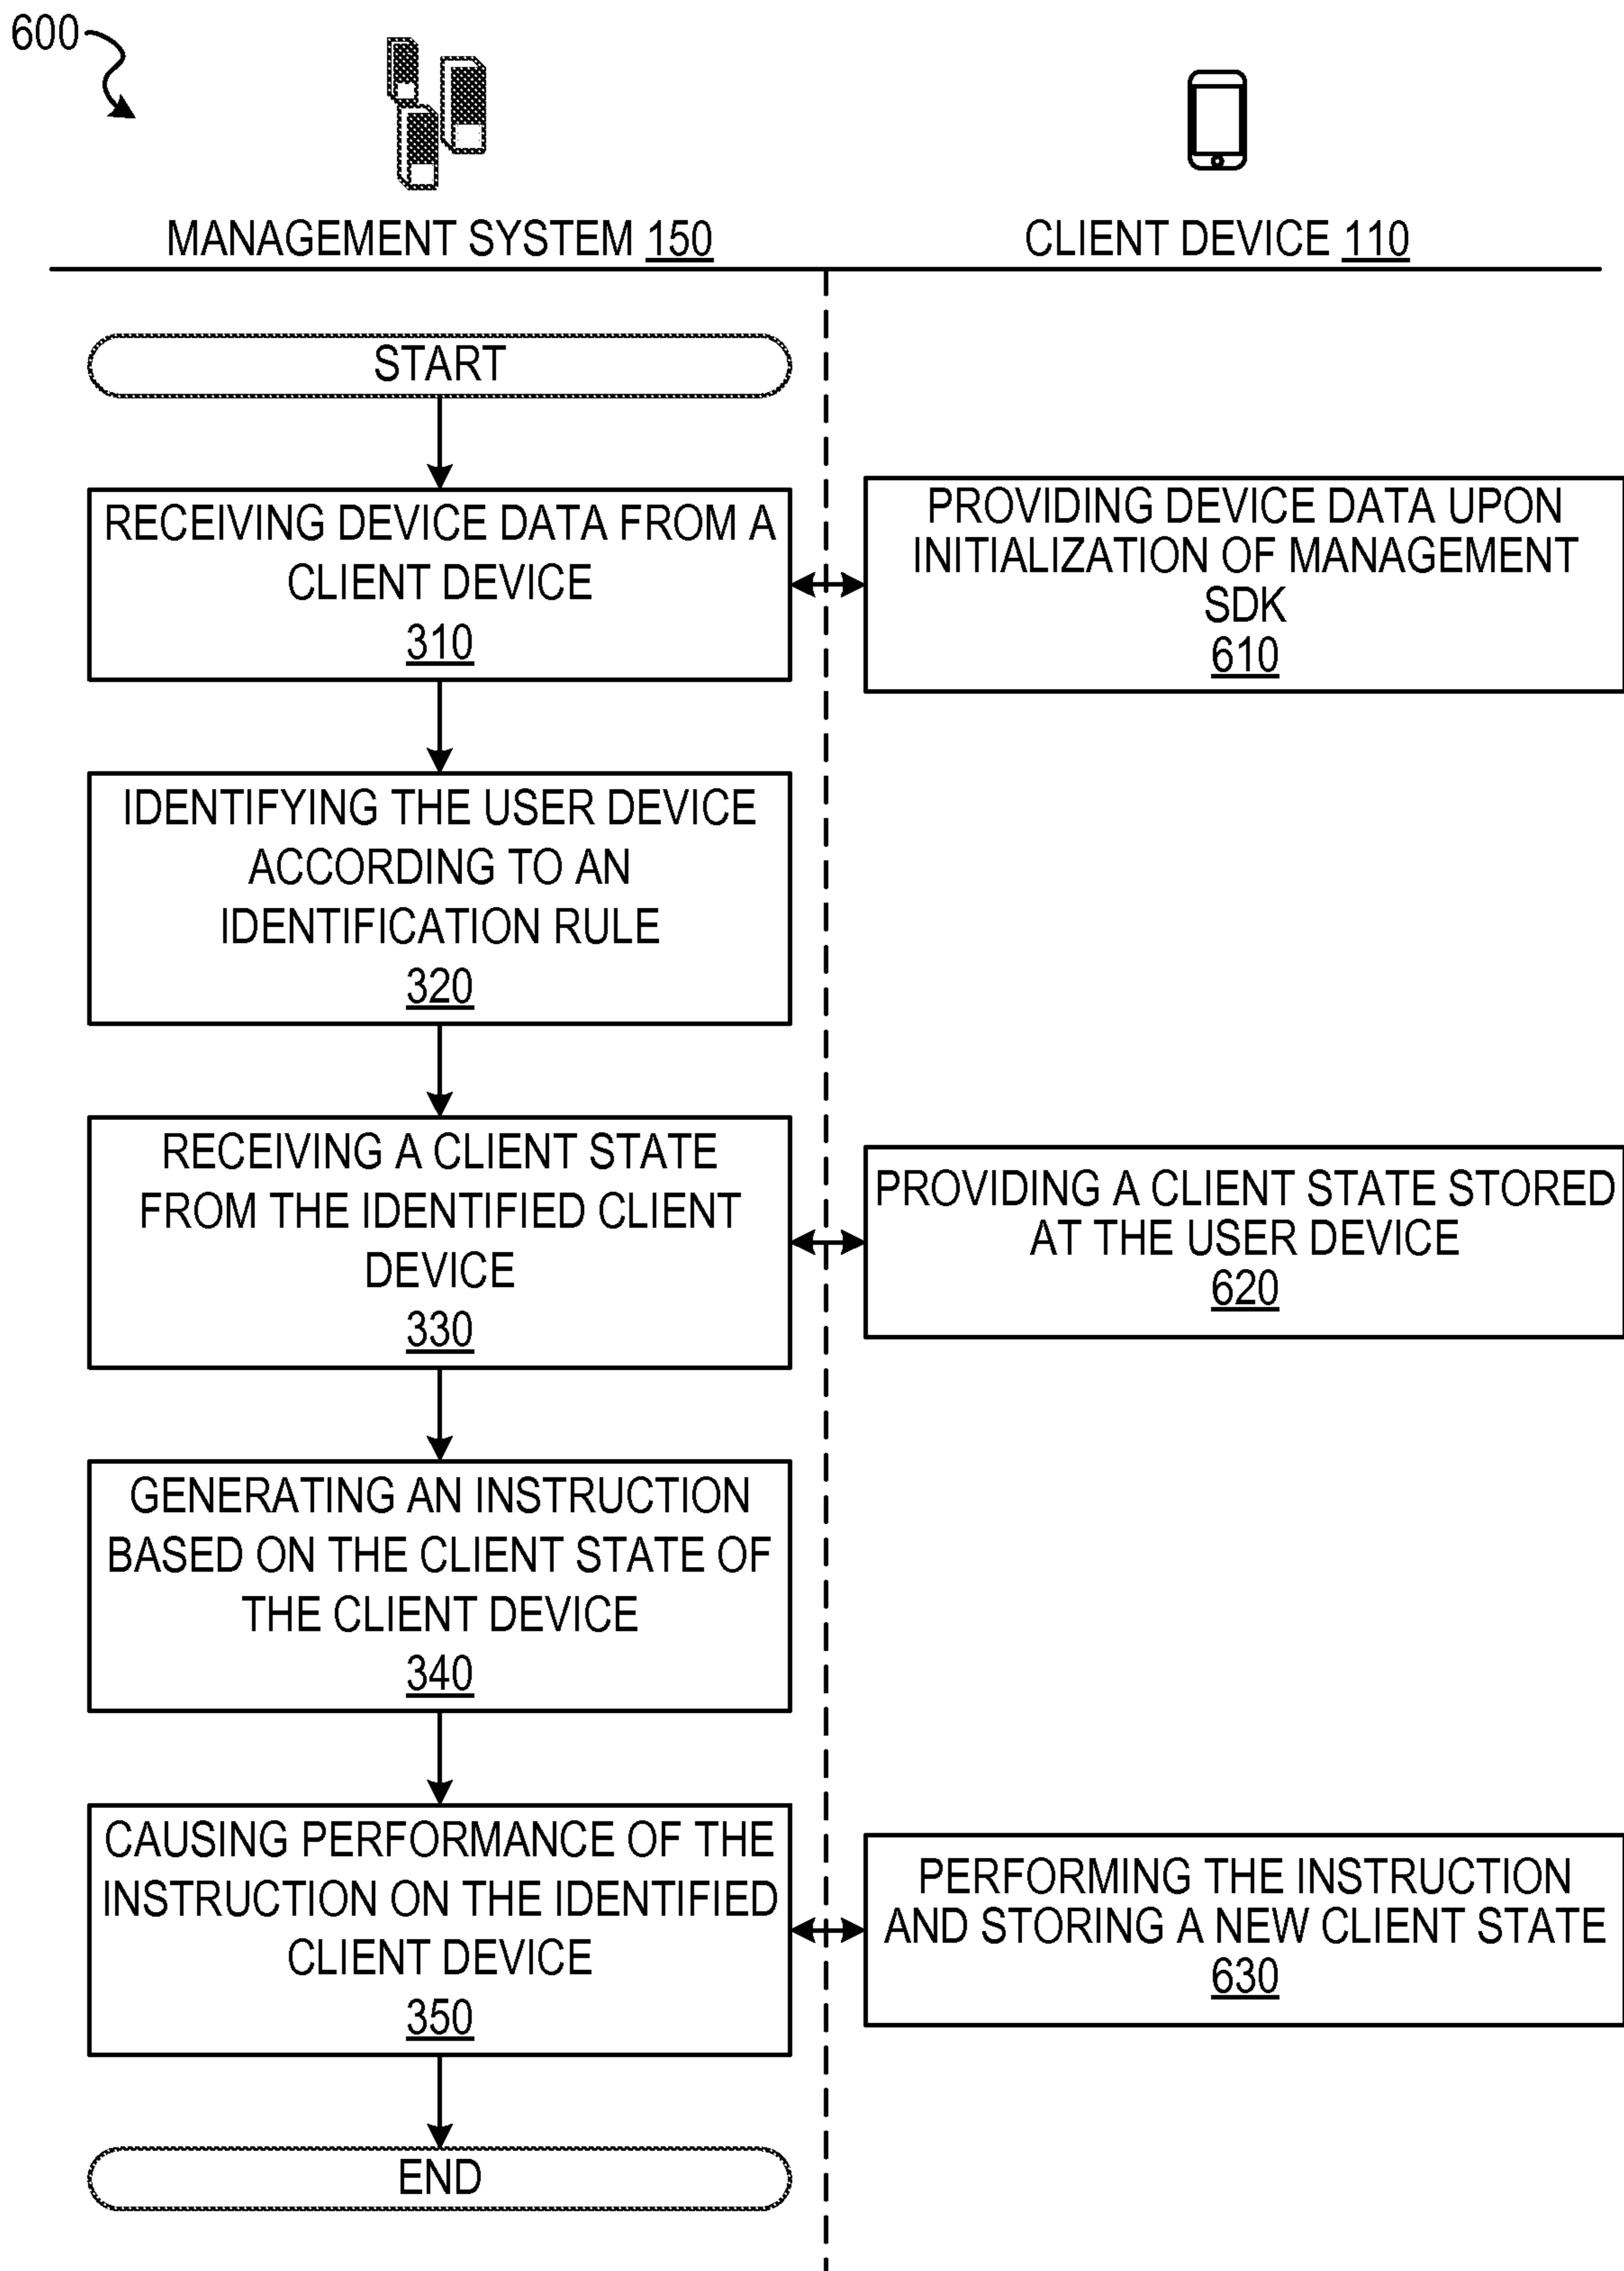 600
MANAGEMENT SYSTEM 150
CLIENT DEVICE 110
START
RECEIVING DEVICE DATA FROM A
CLIENT DEVICE
310
PROVIDING DEVICE DATA UPON
INITIALIZATION OF MANAGEMENT
SDK
610
IDENTIFYING THE USER DEVICE
ACCORDING TO AN
IDENTIFICATION RULE
320
RECEIVING A CLIENT STATE
FROM THE IDENTIFIED CLIENT
DEVICE
330
PROVIDING A CLIENT STATE STORED
AT THE USER DEVICE
620
GENERATING AN INSTRUCTION
BASED ON THE CLIENT STATE OF
THE CLIENT DEVICE
340
CAUSING PERFORMANCE OF THE
INSTRUCTION ON THE IDENTIFIED
CLIENT DEVICE
350
PERFORMING THE INSTRUCTION
AND STORING A NEW CLIENT STATE
630
END